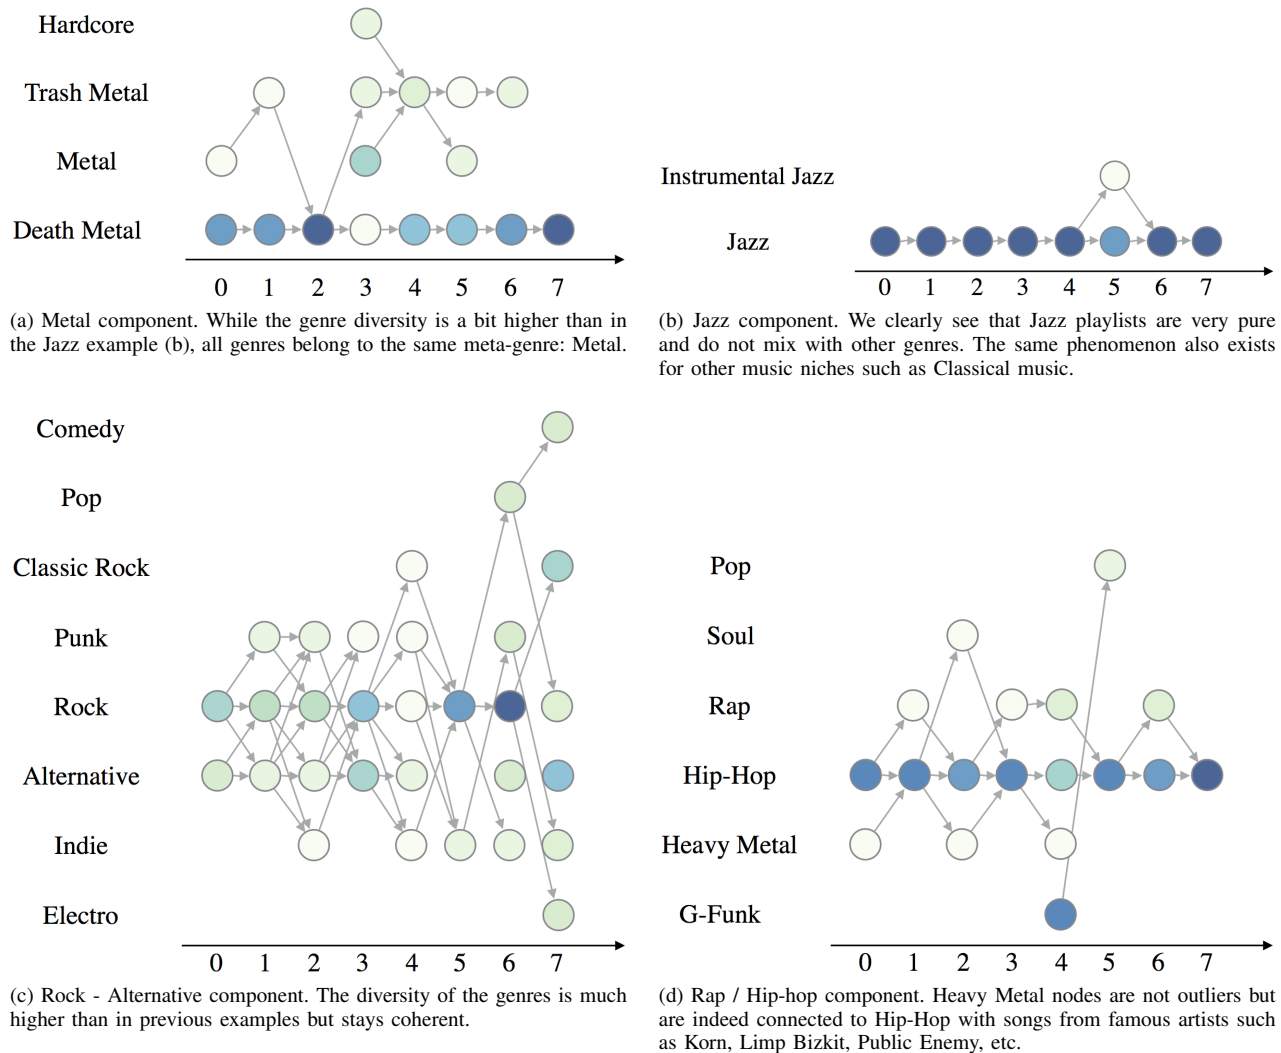 Hardcore
Trash Metal
Metal
Death Metal
0 1 2 3 4 5 6 7
(a) Metal component. While the genre diversity is a bit higher than in
the Jazz example (b), all genres belong to the same meta-genre: Metal.
Instrumental Jazz
Jazz
0 1 2 3 4 5 6 7
(b) Jazz component. We clearly see that Jazz playlists are very pure
and do not mix with other genres. The same phenomenon also exists
for other music niches such as Classical music.
Comedy
Pop
Classic Rock
Punk
Rock
Alternative
Indie
Electro
0 1 2 3 4 5 6 7
(c) Rock - Alternative component. The diversity of the genres is much
higher than in previous examples but stays coherent.
Pop
Soul
Rap
Hip-Hop
Heavy Metal
G-Funk
0 1 2 3 4 5 6 7
(d) Rap / Hip-hop component. Heavy Metal nodes are not outliers but
are indeed connected to Hip-Hop with songs from famous artists such
as Korn, Limp Bizkit, Public Enemy, etc.